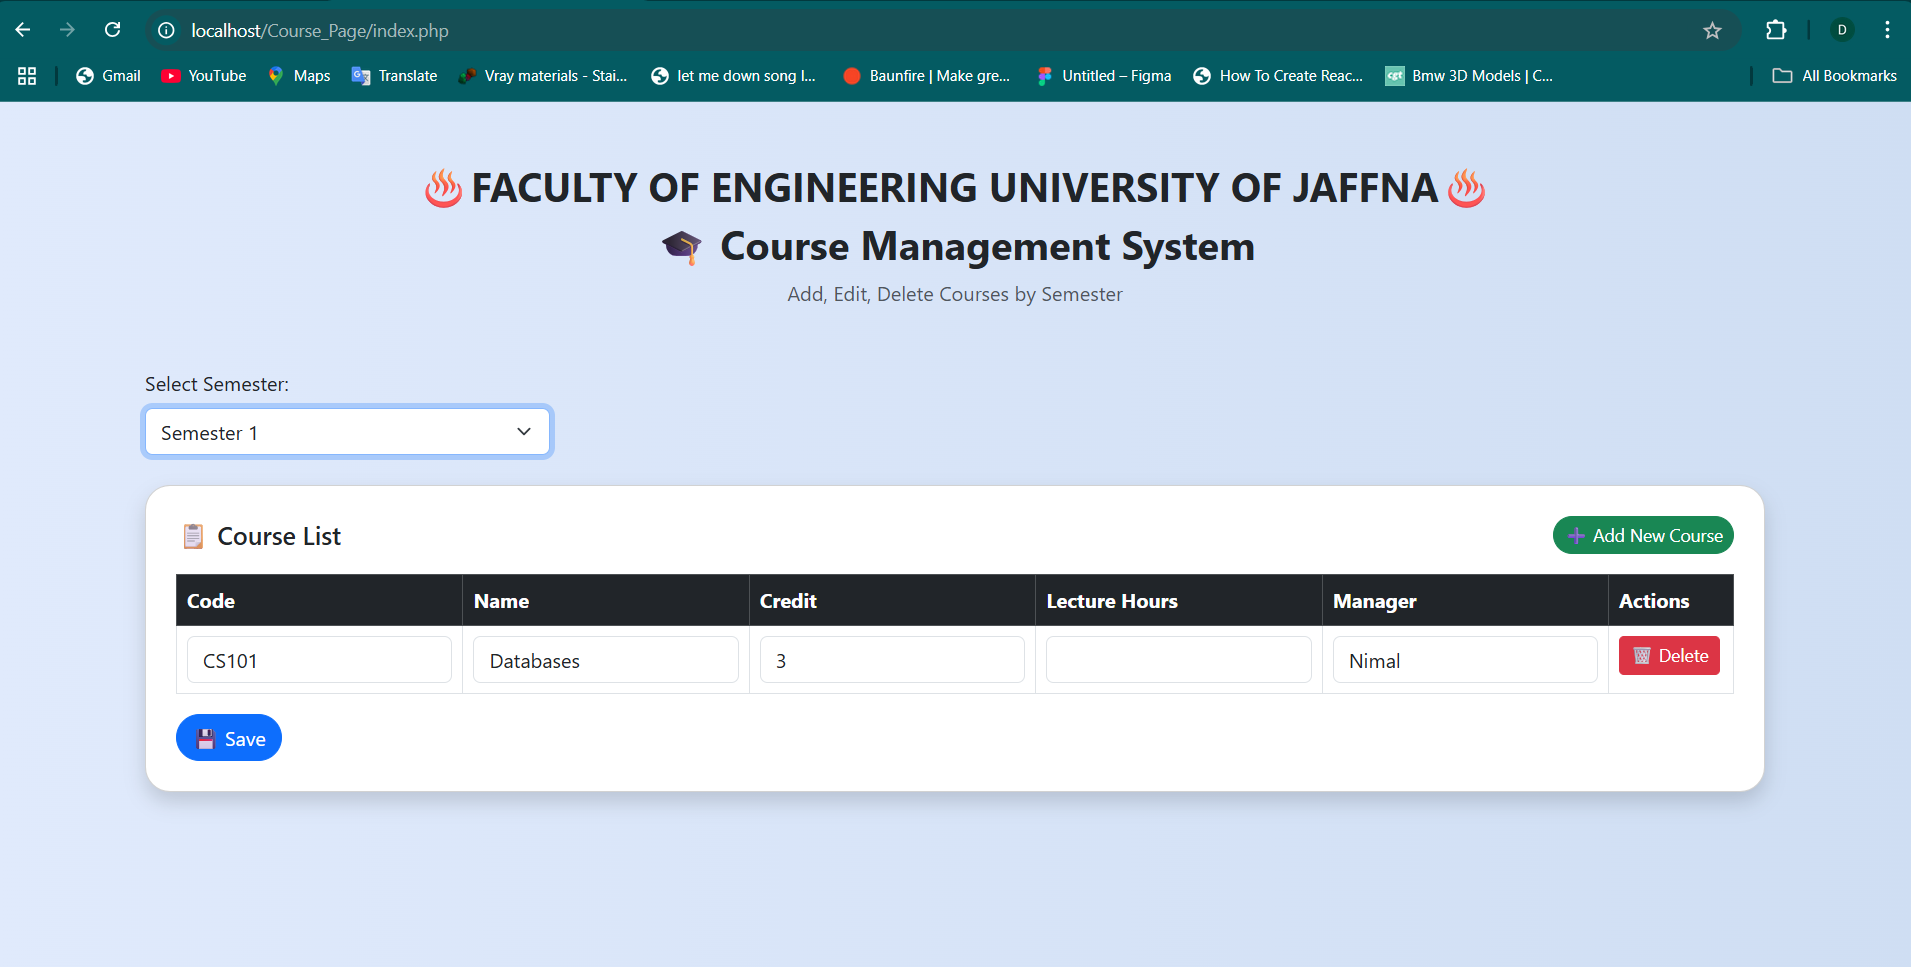 localhost/Course_Page/index.php
D
Gmail
YouTube
Maps
Translate
Vray materials - Stai...
let me down song l...
Baunfire | Make gre...
Untitled – Figma
How To Create Reac...
cgt
Bmw 3D Models | C...
All Bookmarks
FACULTY OF ENGINEERING UNIVERSITY OF JAFFNA
Course Management System
Add, Edit, Delete Courses by Semester
Select Semester:
Semester 1
Course List
Add New Course
Code Name Credit Lecture Hours Manager Actions
CS101 Databases 3 Nimal Delete
Save